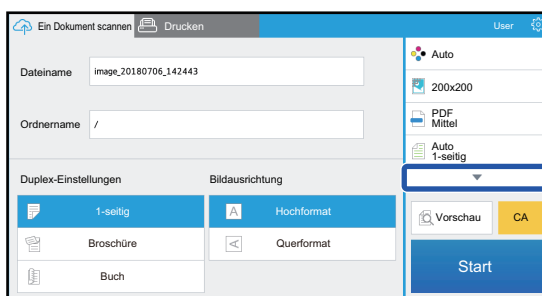 Ein Dokument scannen
Drucken
User
Dateiname
image_20180706_142443
Ordnername
/
Duplex-Einstellungen
Bildausrichtung
1-seitig
A
Hochformat
Broschüre
A
Querformat
Buch
Auto
200x200
PDF
Mittel
Auto
1-seitig
Vorschau
CA
Start